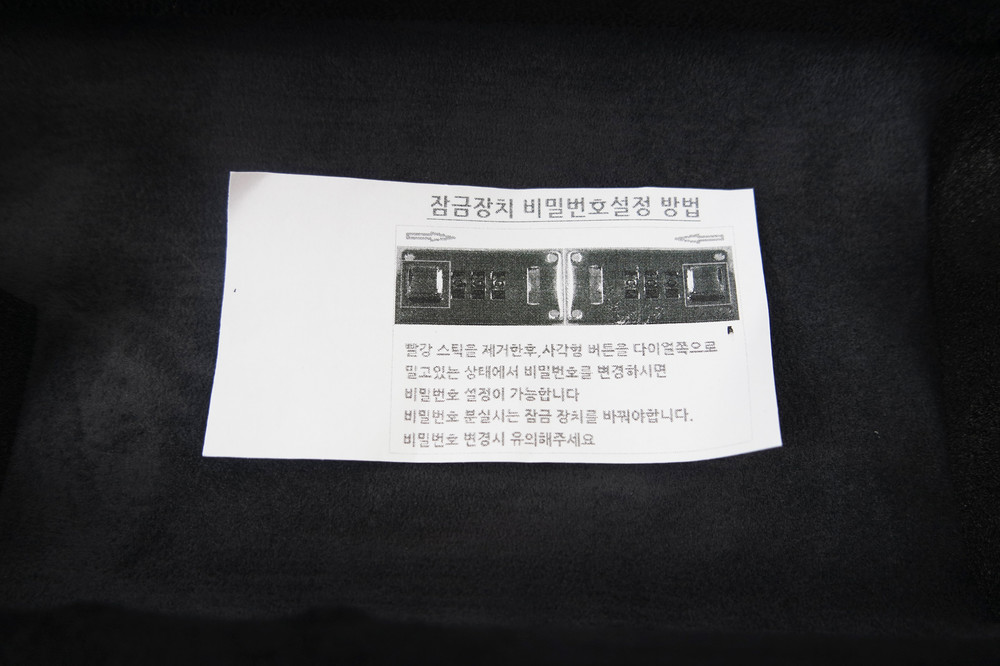 잠금장치 비밀번호설정 방법
빨강 스틱을 제거한후,사각형 버튼을 다이얼쪽으로
밀고있는 상태에서 비밀번호를 변경하시면
비밀번호 설정이 가능합니다
비밀번호 분실시는 잠금 장치를 바꿔야합니다.
비밀번호 변경시 유의해주세요